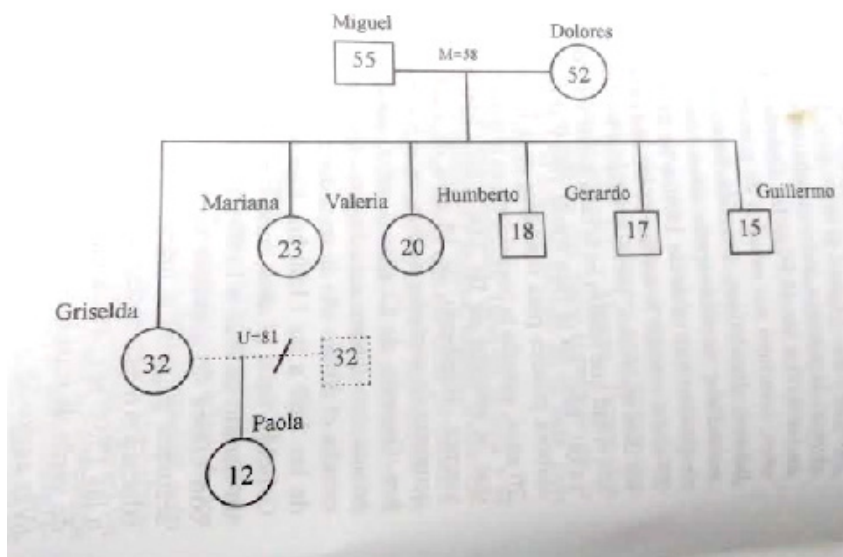 Miguel
Dolores
55
M=58
52
Mariana
Valeria
Humberto
Gerardo
Guillermo
23
20
18
17
15
Griselda
32
U=81
32
Paola
12